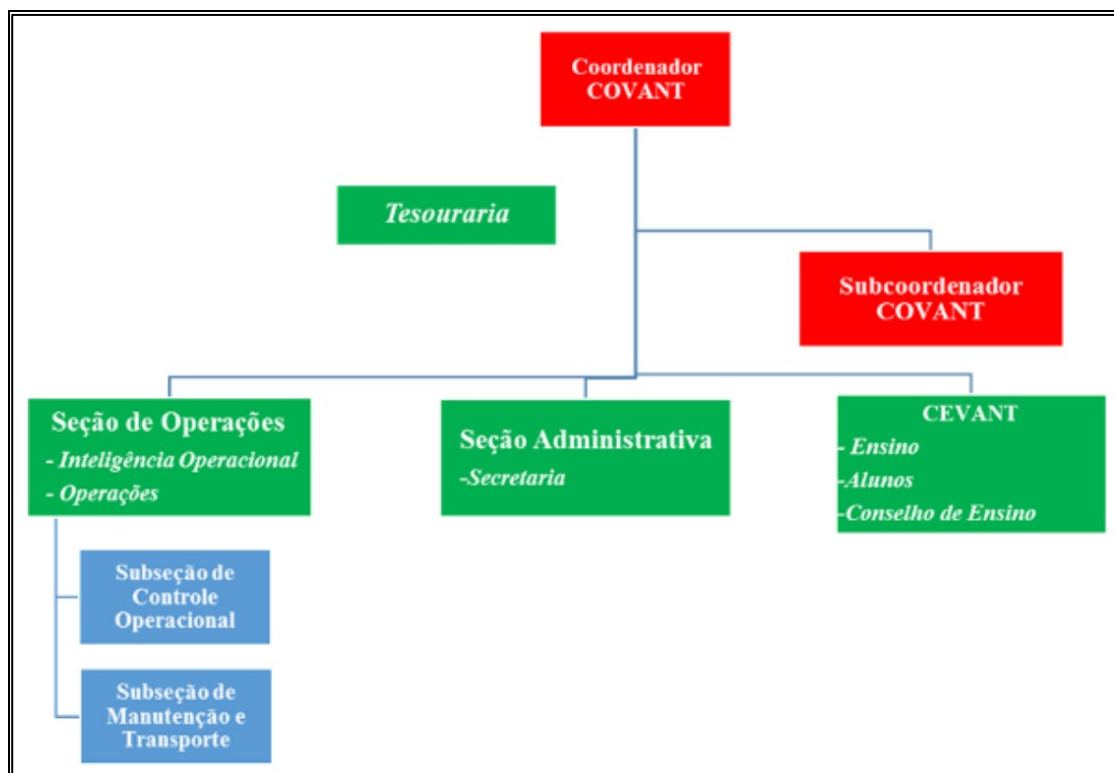 Coordenador
COVANT
Tesouraria
Subcoordenador
COVANT
Seção de Operações
- Inteligência Operacional
- Operações
Seção Administrativa
-Secretaria
CEVANT
- Ensino
-Alunos
-Conselho de Ensino
Subseção de
Controle
Operacional
Subseção de
Manutenção e
Transporte